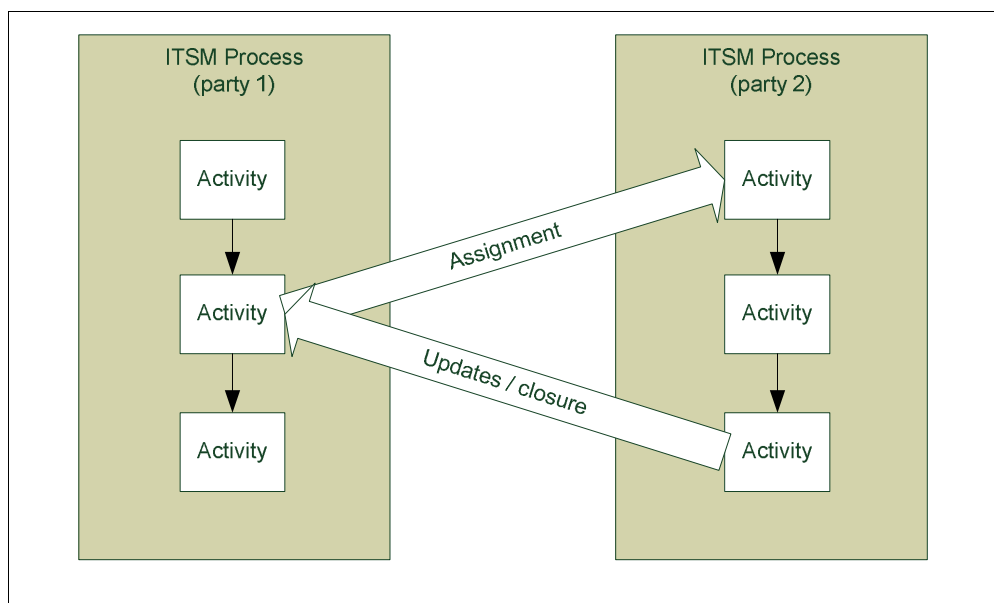 ITSM Process
(party 1)
Activity
Activity
Activity
Assignment
Updates / closure
ITSM Process
(party 2)
Activity
Activity
Activity